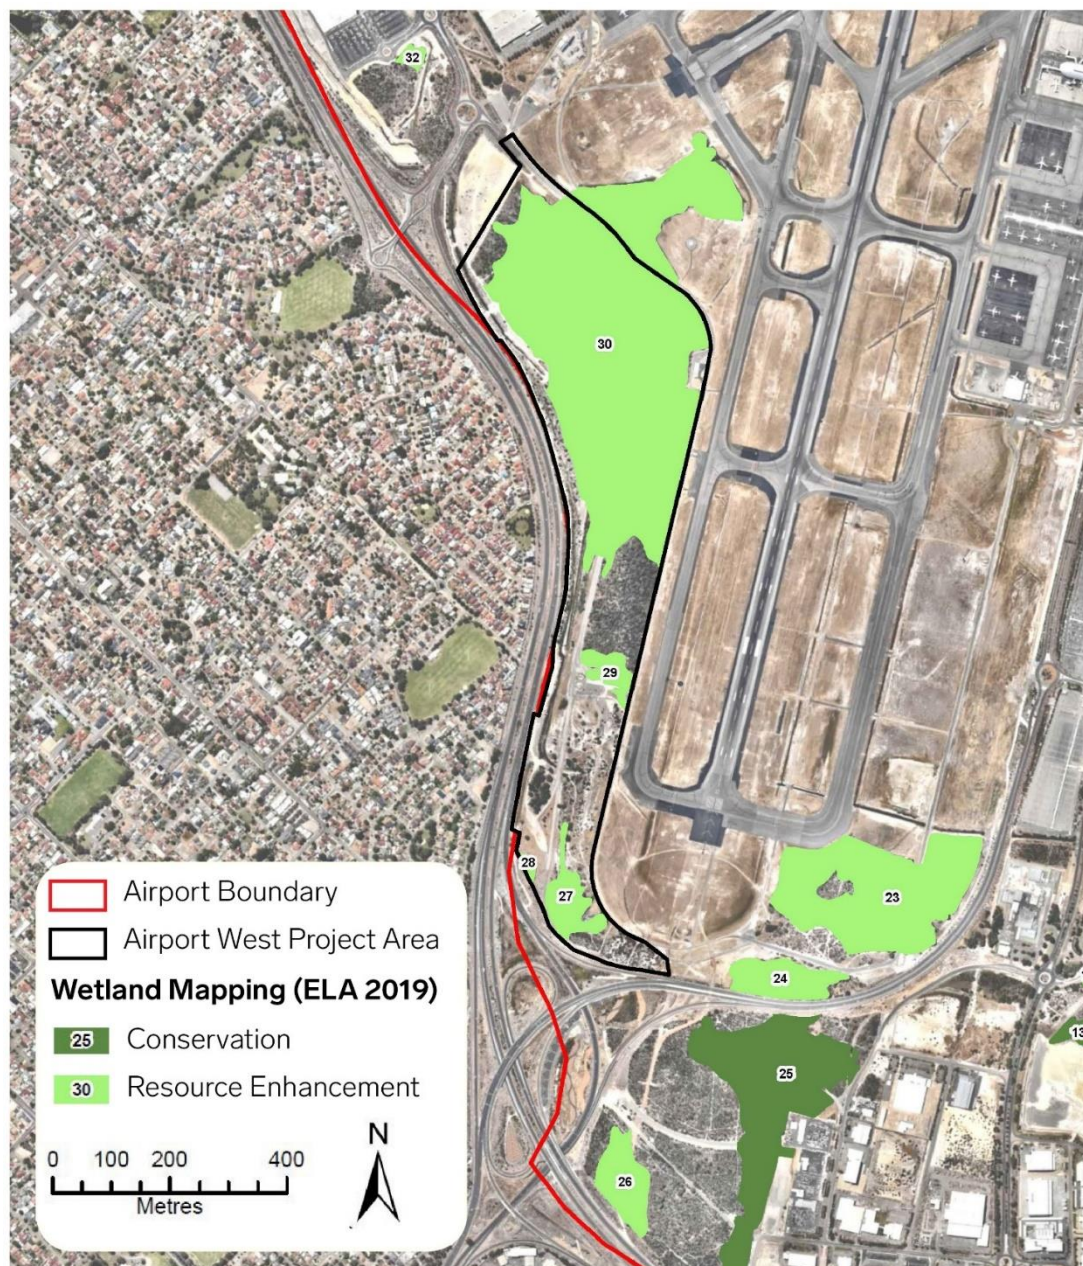 32
30
29
28
27
23
24
25
13
26
Airport Boundary
Airport West Project Area
Wetland Mapping (ELA 2019)
25 Conservation
30 Resource Enhancement
0 100 200 400
Metres
N